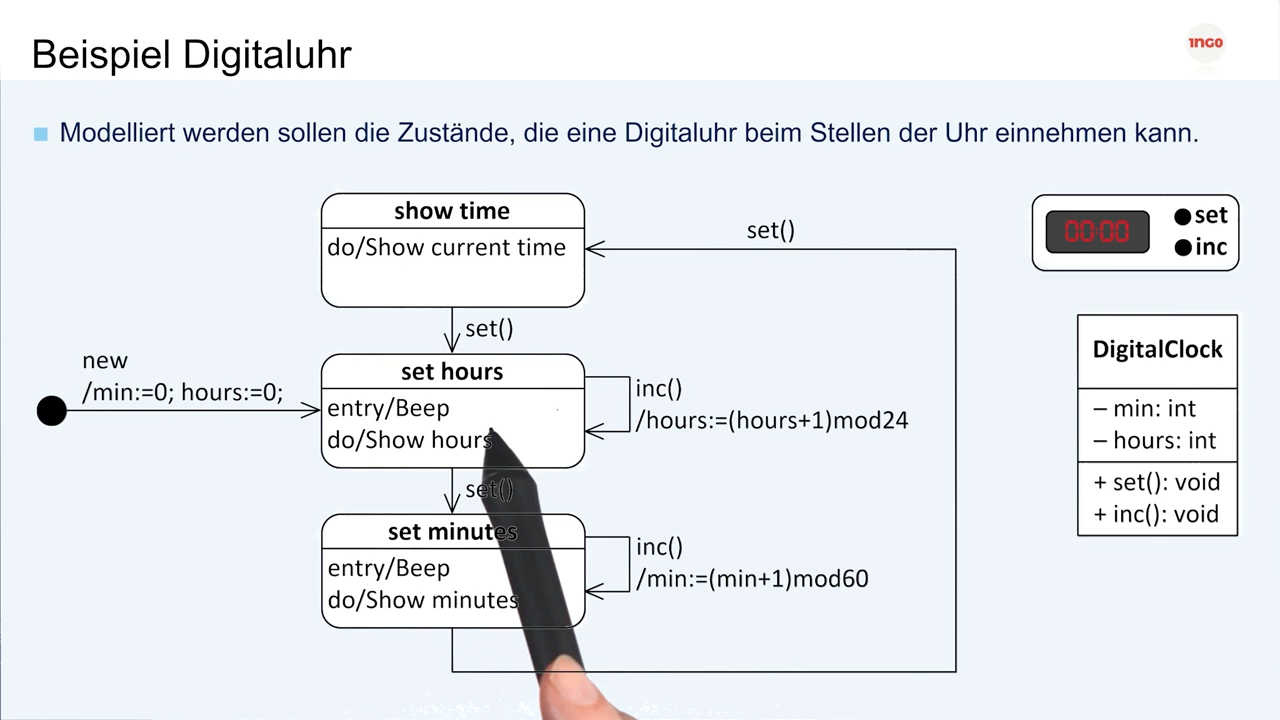 Beispiel Digitaluhr
1NGO
Modelliert werden sollen die Zustände, die eine Digitaluhr beim Stellen der Uhr einnehmen kann.
show time
do/Show current time
set()
set()
new
/min:=0; hours:=0;
set hours
entry/Beep
do/Show hours
inc()
/hours:=(hours+1)mod24
set()
set minutes
entry/Beep
do/Show minutes
inc()
/min:=(min+1)mod60
00:00
set
inc
DigitalClock
– min: int
– hours: int
+ set(): void
+ inc(): void